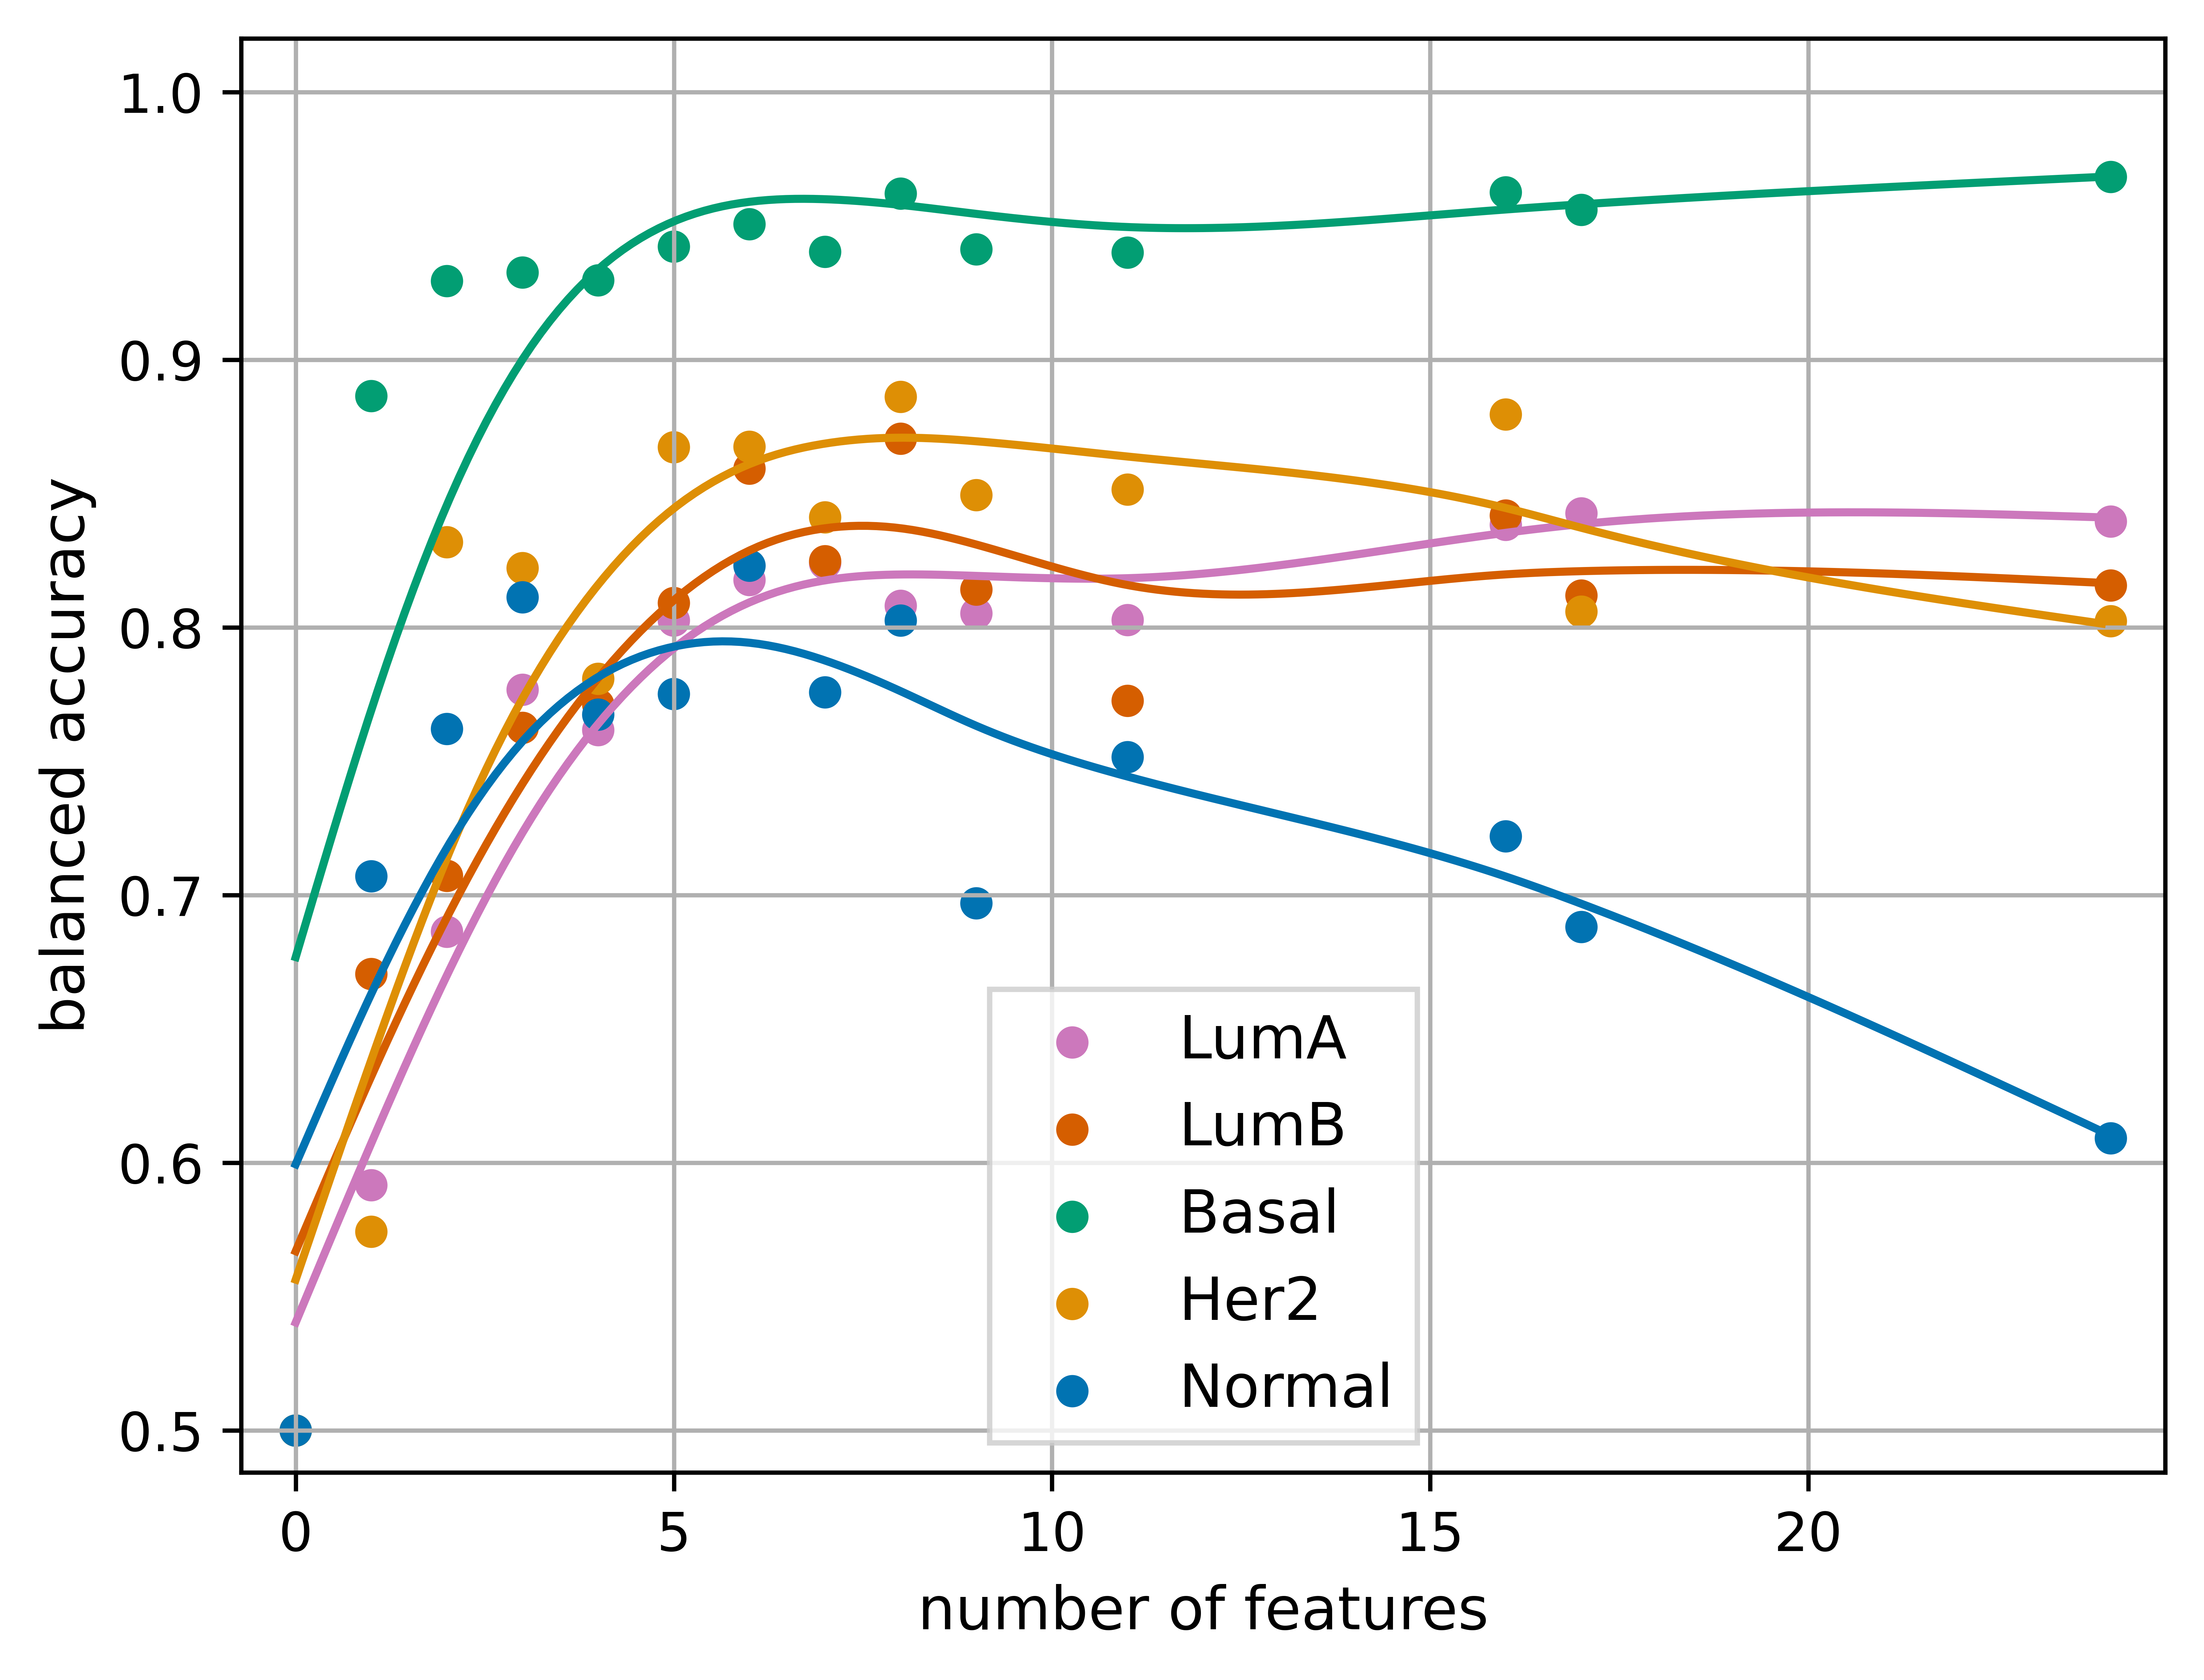 1.0
0.9
0.8
0.7
0.6
0.5
balanced accuracy
LumA
LumB
Basal
Her2
Normal
0 5 10 15 20
number of features